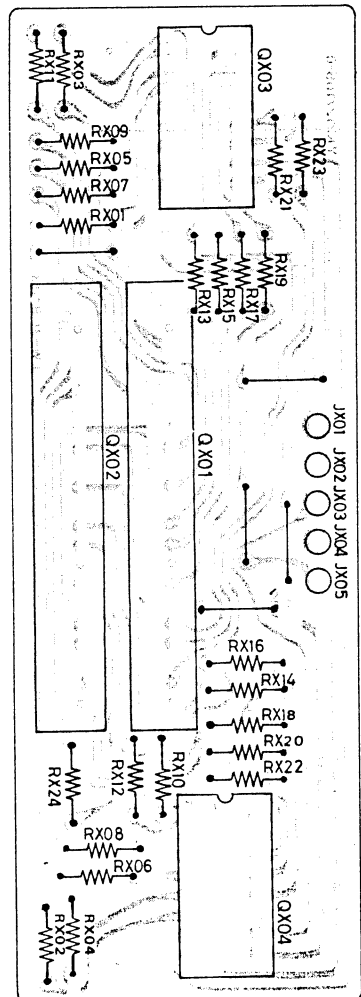 RX11
RX03
RX09
RX05
RX07
RX01
QX03
RX23
RX21
RX19
RX17
RX15
RX13
QX02
QX01
JX01
JX02
JX03
JX04
JX05
RX16
RX14
RX18
RX20
RX22
RX24
RX12
RX10
RX08
RX06
RX02
RX04
QX04